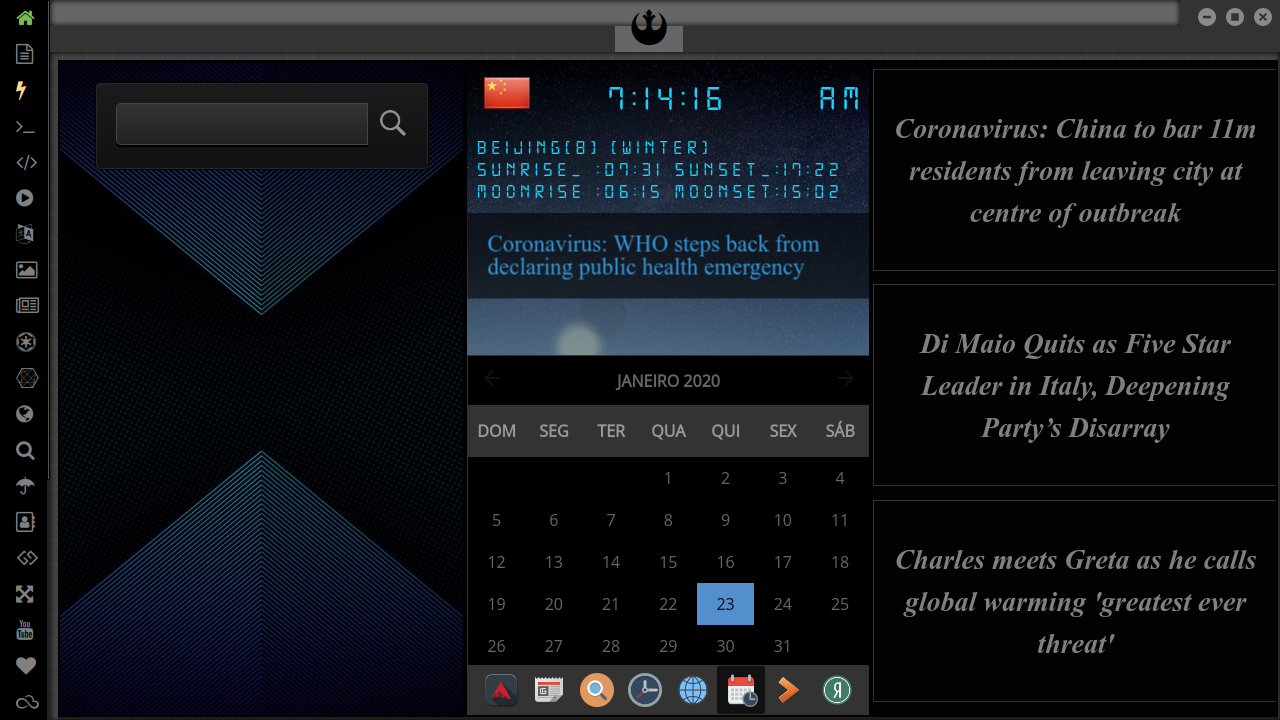 7:14:16 AM
BEIJING(8) (WINTER)
SUNRISE_ :07:31 SUNSET_:17:22
MOONRISE :06:15 MOONSET:15:02
Coronavirus: WHO steps back from
declaring public health emergency
JANEIRO 2020
DOM SEG TER QUA QUI SEX SÁB
1 2 3 4
5 6 7 8 9 10 11
12 13 14 15 16 17 18
19 20 21 22 23 24 25
26 27 28 29 30 31
Coronavirus: China to bar 11m
residents from leaving city at
centre of outbreak
Di Maio Quits as Five Star
Leader in Italy, Deepening
Party’s Disarray
Charles meets Greta as he calls
global warming 'greatest ever
threat'
You
Tube
Я